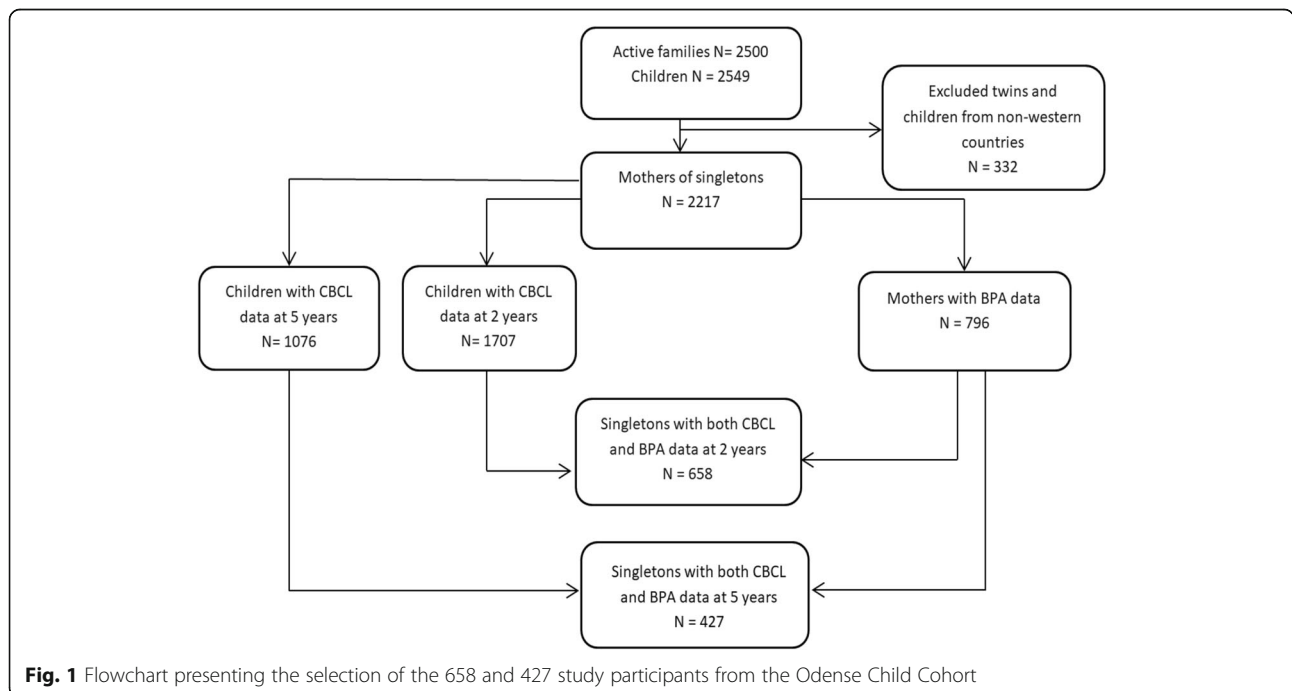 Active families N= 2500
Children N = 2549
Excluded twins and
children from non-western
countries
N = 332
Mothers of singletons
N = 2217
Children with CBCL
data at 5 years
N= 1076
Children with CBCL
data at 2 years
N= 1707
Mothers with BPA data
N = 796
Singletons with both CBCL
and BPA data at 2 years
N = 658
Singletons with both CBCL
and BPA data at 5 years
N = 427
Fig. 1 Flowchart presenting the selection of the 658 and 427 study participants from the Odense Child Cohort